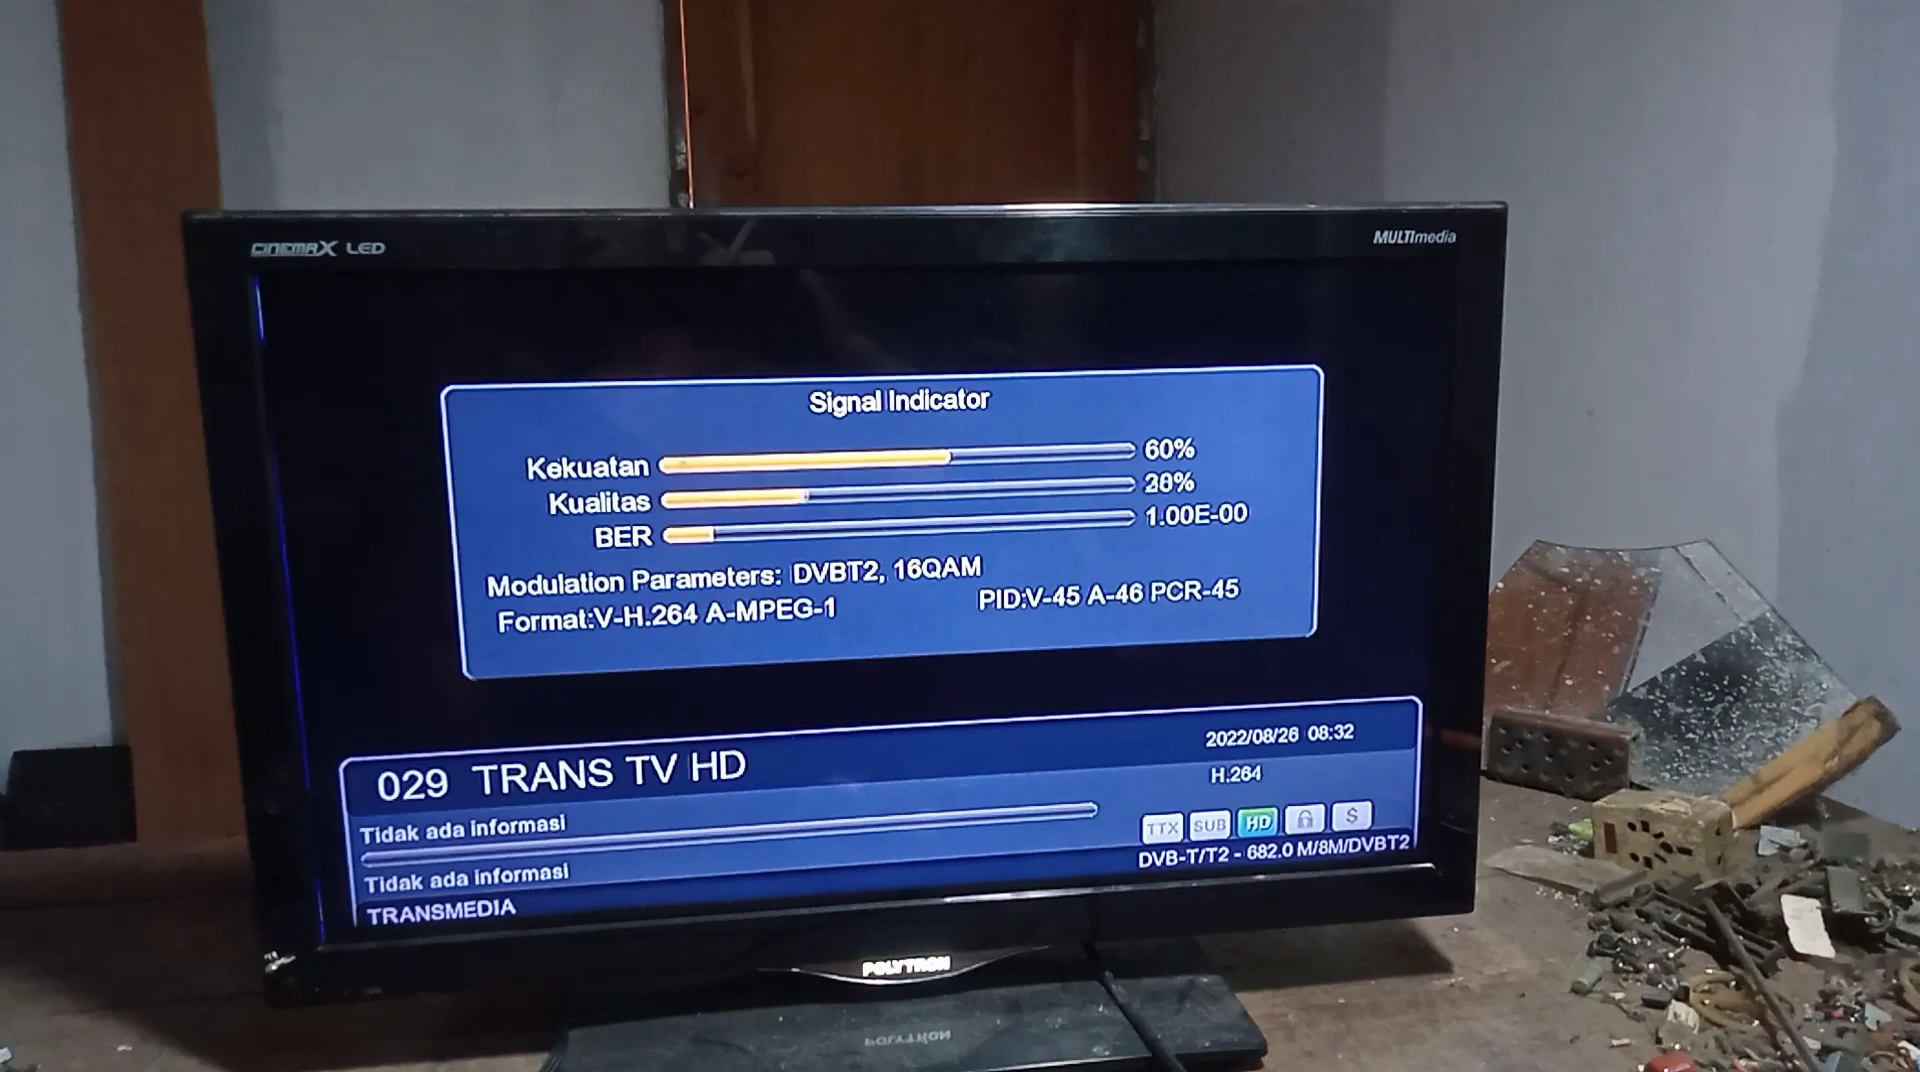 CINEMAX LED
MULTImedia
Signal Indicator
Kekuatan 60%
Kualitas
BER 1.00E-00
Modulation Parameters: DVBT2, 16QAM
Format:V-H.264 A-MPEG-1 PID:V-45 A-46 PCR-45
029 TRANS TV HD
2022/08/26 08:32
H.264
Tidak ada informasi
TTX SUB HD $
Tidak ada informasi
DVB-T/T2 - 682.0 M/8M/DVBT2
TRANSMEDIA
POLYTRON
POLYTRON